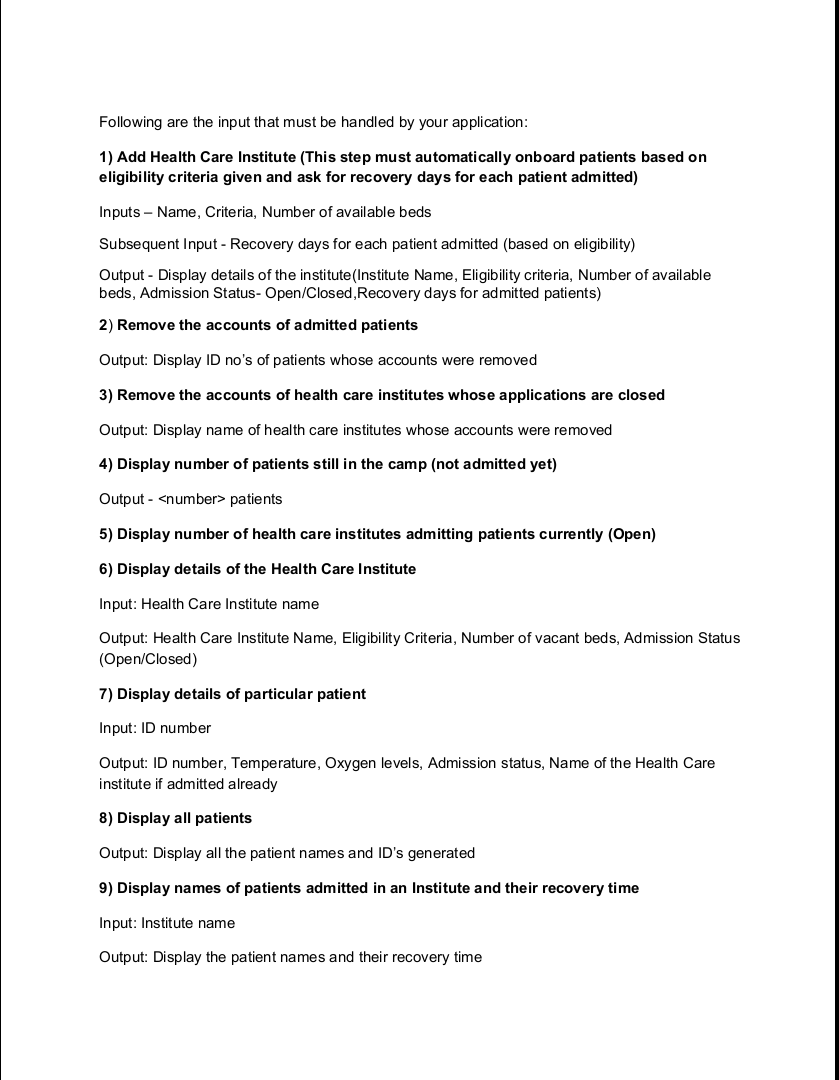 Following are the input that must be handled by your application:
1) Add Health Care Institute (This step must automatically onboard patients based on
eligibility criteria given and ask for recovery days for each patient admitted)
Inputs – Name, Criteria, Number of available beds
Subsequent Input - Recovery days for each patient admitted (based on eligibility)
Output - Display details of the institute(Institute Name, Eligibility criteria, Number of available
beds, Admission Status- Open/Closed,Recovery days for admitted patients)
2) Remove the accounts of admitted patients
Output: Display ID no’s of patients whose accounts were removed
3) Remove the accounts of health care institutes whose applications are closed
Output: Display name of health care institutes whose accounts were removed
4) Display number of patients still in the camp (not admitted yet)
Output - <number> patients
5) Display number of health care institutes admitting patients currently (Open)
6) Display details of the Health Care Institute
Input: Health Care Institute name
Output: Health Care Institute Name, Eligibility Criteria, Number of vacant beds, Admission Status
(Open/Closed)
7) Display details of particular patient
Input: ID number
Output: ID number, Temperature, Oxygen levels, Admission status, Name of the Health Care
institute if admitted already
8) Display all patients
Output: Display all the patient names and ID’s generated
9) Display names of patients admitted in an Institute and their recovery time
Input: Institute name
Output: Display the patient names and their recovery time